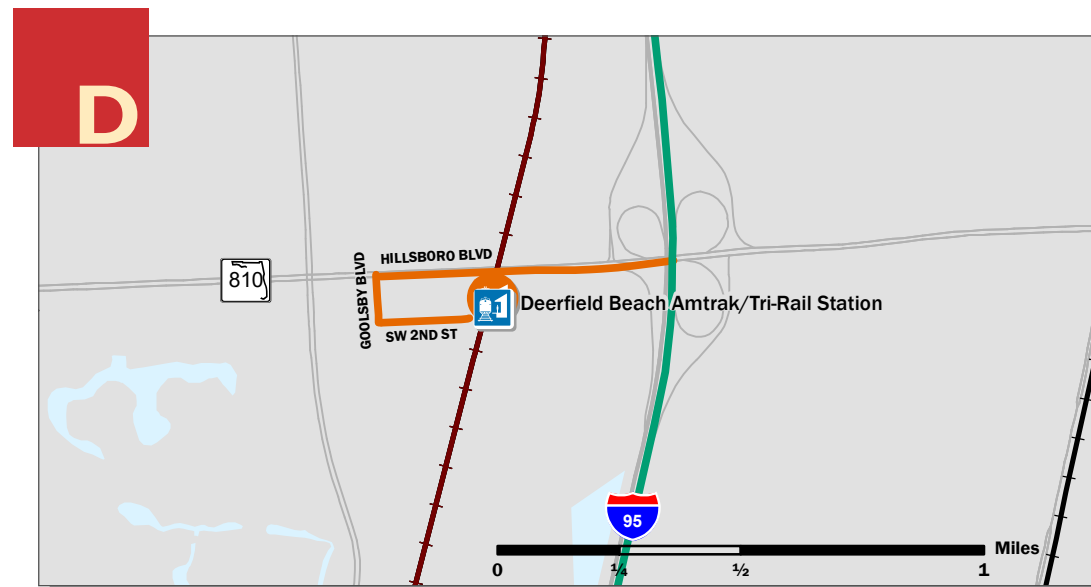 D
HILLSBORO BLVD
810
GOOLSBY BLVD
Deerfield Beach Amtrak/Tri-Rail Station
SW 2ND ST
95
Miles
0 ¼ ½ 1